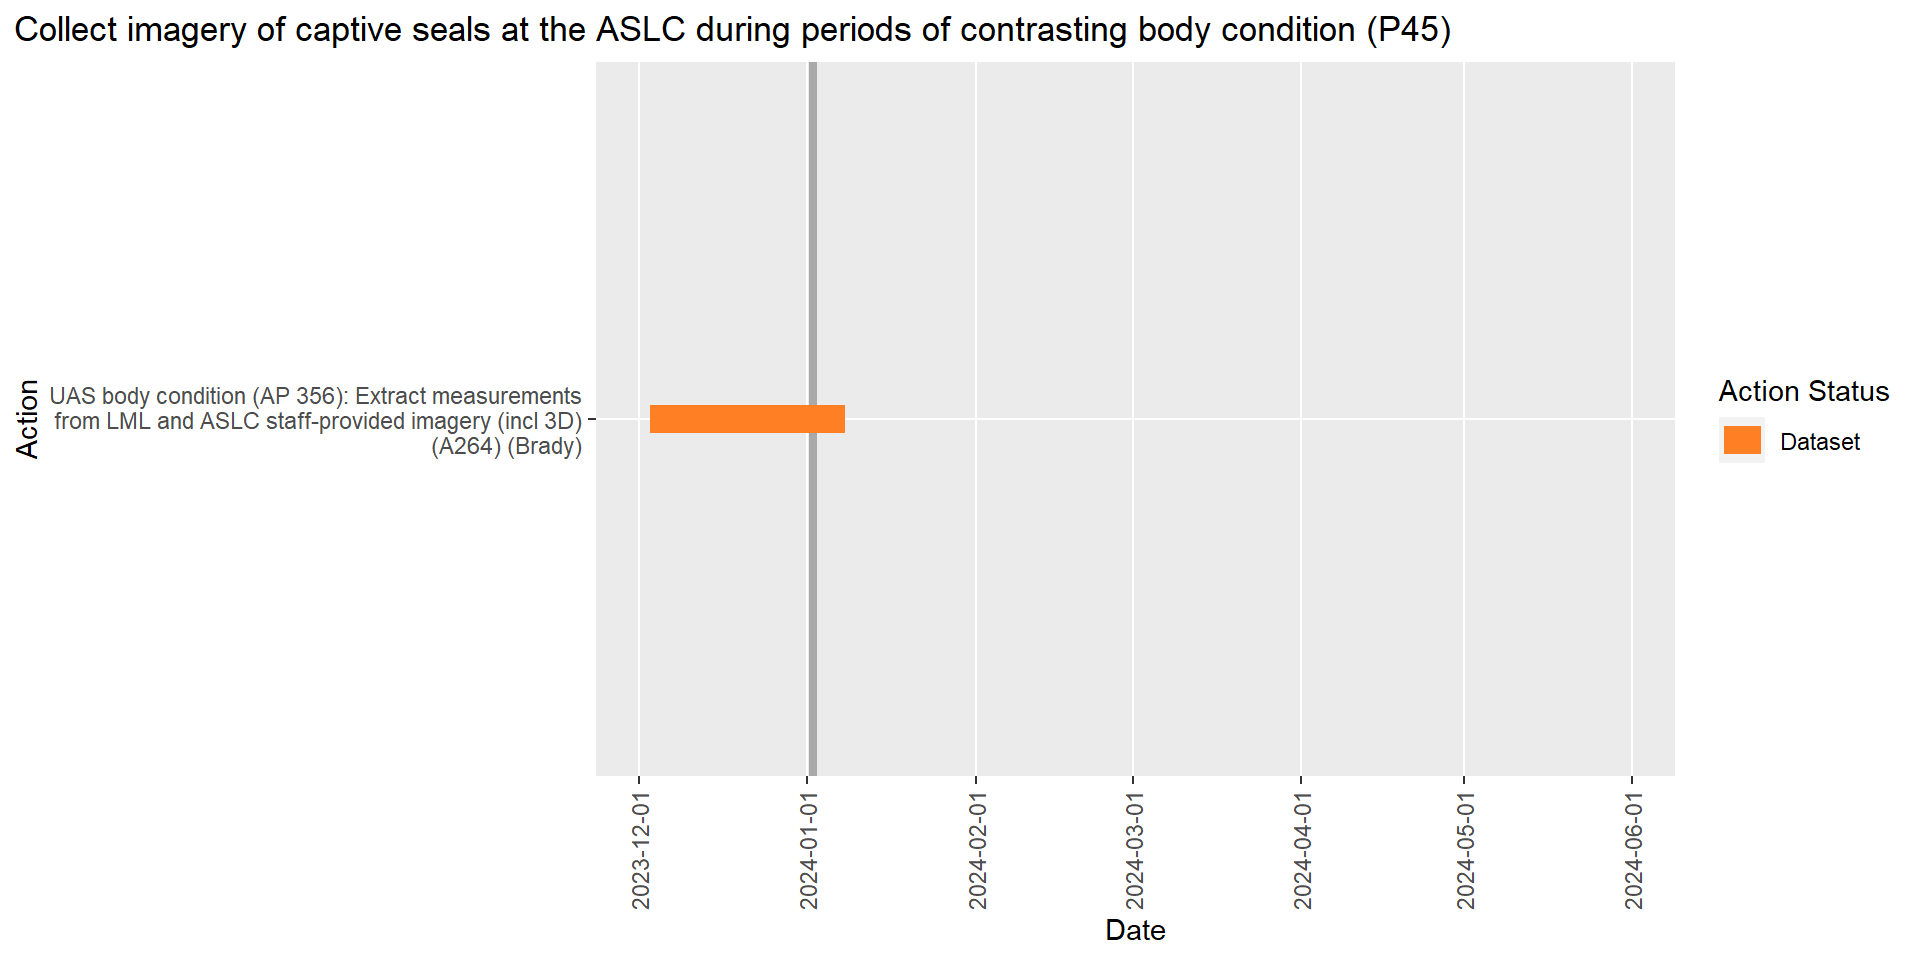 Collect imagery of captive seals at the ASLC during periods of contrasting body condition (P45)
Action
UAS body condition (AP 356): Extract measurements
from LML and ASLC staff-provided imagery (incl 3D)
(A264) (Brady)
Action Status
Dataset
2023-12-01
2024-01-01
2024-02-01
2024-03-01
2024-04-01
2024-05-01
2024-06-01
Date